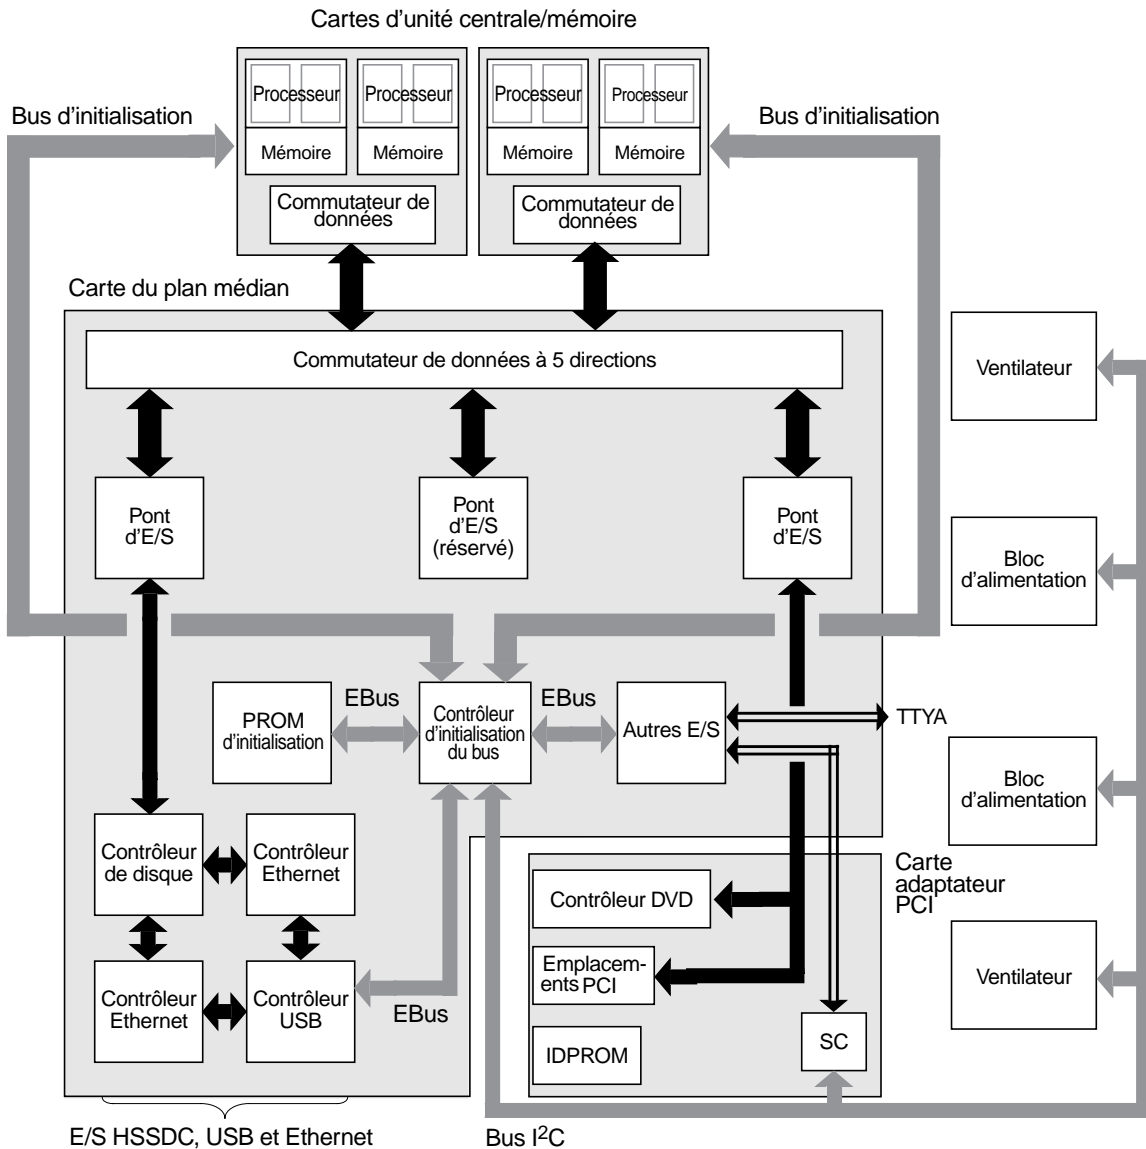 Cartes d'unité centrale/mémoire
Processeur
Processeur
Processeur
Processeur
Bus d'initialisation
Bus d'initialisation
Mémoire
Mémoire
Mémoire
Mémoire
Commutateur de
données
Commutateur de
données
Carte du plan médian
Commutateur de données à 5 directions
Ventilateur
Pont
d'E/S
Pont
d'E/S
(réservé)
Pont
d'E/S
Bloc
d'alimentation
EBus
EBus
PROM
d'initialisation
Contrôleur
d'initialisation
du bus
Autres E/S
TTYA
Bloc
d'alimentation
Contrôleur
de disque
Contrôleur
Ethernet
Carte
adaptateur
PCI
Contrôleur DVD
Emplacem-
ents PCI
Ventilateur
Contrôleur
Ethernet
Contrôleur
USB
EBus
IDPROM
SC
E/S HSSDC, USB et Ethernet
Bus I²C